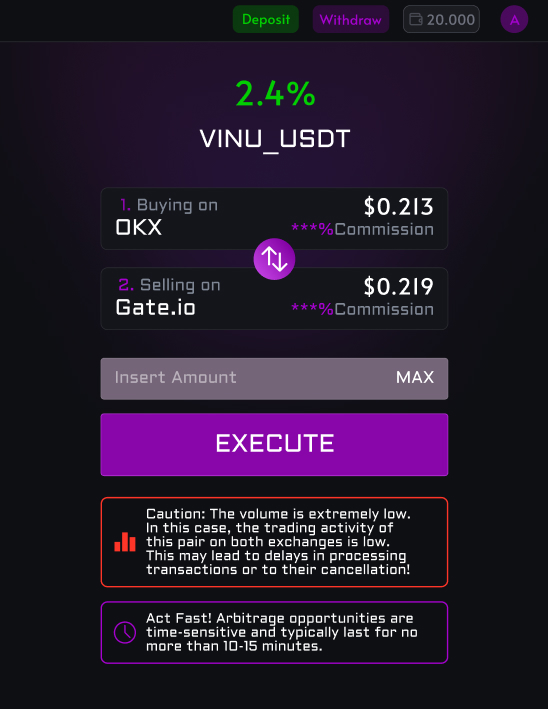 Deposit Withdraw 20.000 A
2.4%
VINU_USDT
1. Buying on $0.213
OKX ***%Commission
2. Selling on $0.219
Gate.io ***%Commission
Insert Amount MAX
EXECUTE
Caution: The volume is extremely low.
In this case, the trading activity of
this pair on both exchanges is low.
This may lead to delays in processing
transactions or to their cancellation!
Act Fast! Arbitrage opportunities are
time-sensitive and typically last for no
more than 10-15 minutes.